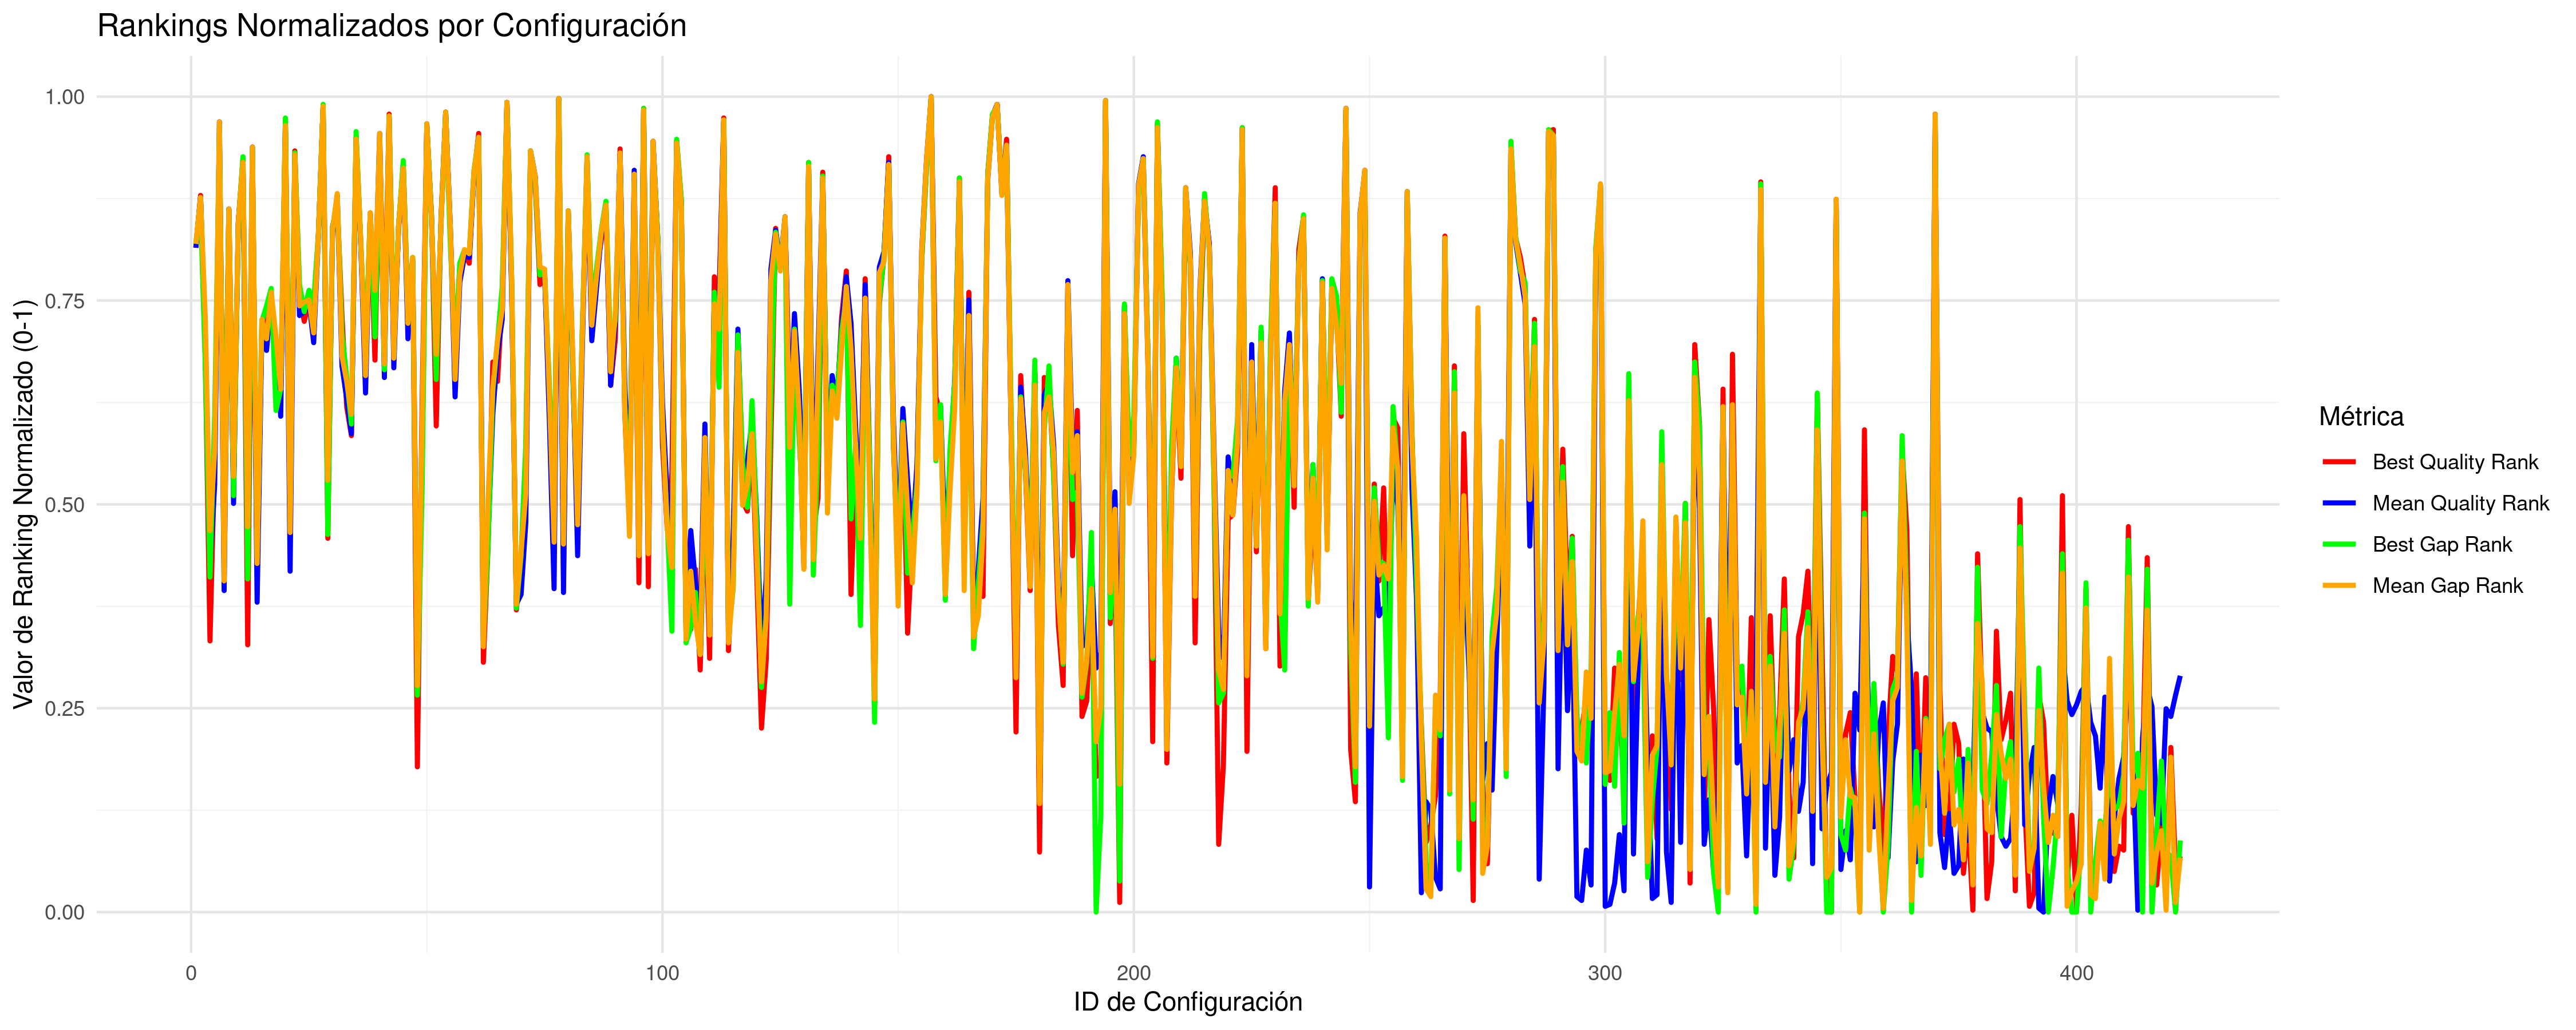 Rankings Normalizados por Configuración
Valor de Ranking Normalizado (0-1)
1.00
0.75
0.50
0.25
0.00
0
100
200
300
400
ID de Configuración
Métrica
Best Quality Rank
Mean Quality Rank
Best Gap Rank
Mean Gap Rank